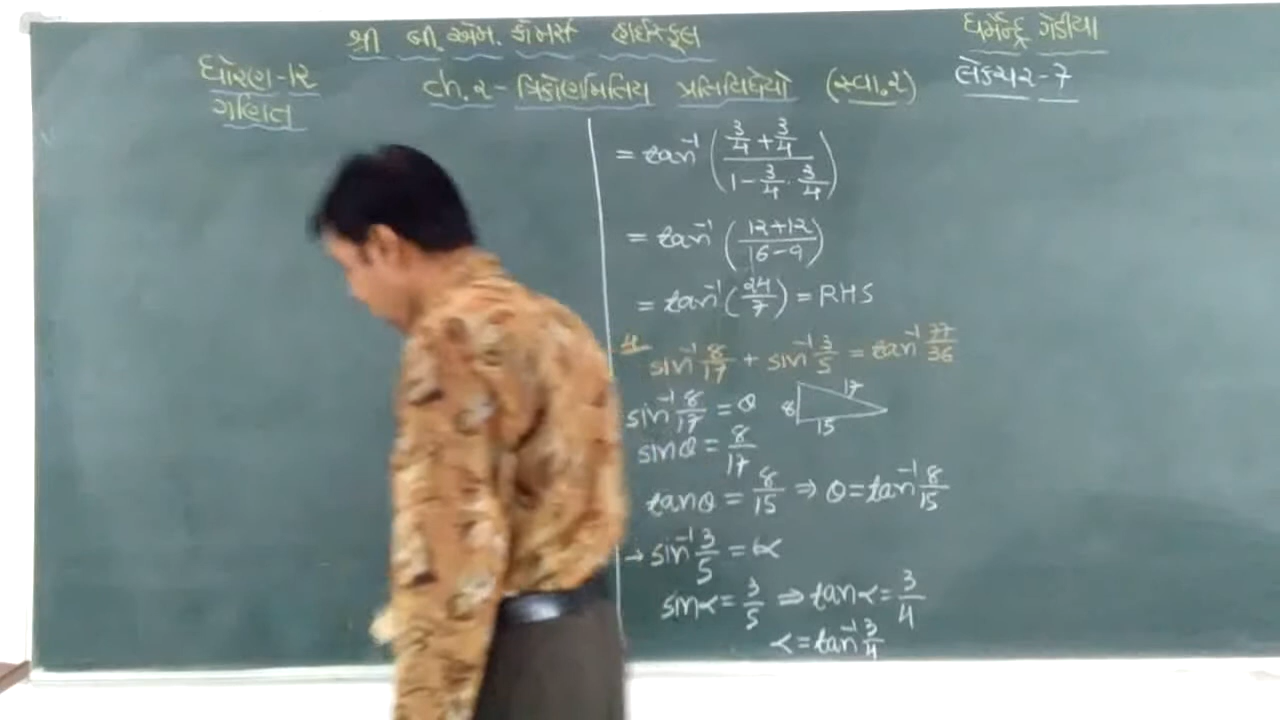 શ્રી બી. એમ. કોમર્સ હાઈસ્કૂલ
ધર્મેન્દ્ર ગેડીયા
ધોરણ-૧૨
ગણિત
ch. ૨ - ત્રિકોણમિતિય પ્રતિવિધેયો (સ્વા.૨)
લેકચર - 7
= tan⁻¹ ((3/4 + 3/4) / (1 - 3/4 · 3/4))
= tan⁻¹ ((12+12) / (16-9))
= tan⁻¹ (24/7) = RHS
4 sin⁻¹ 8/17 + sin⁻¹ 3/5 = tan⁻¹ 77/36
sin⁻¹ 8/17 = θ
8 17 15
sinθ = 8/17
tanθ = 8/15 ⇒ θ = tan⁻¹ 8/15
→ sin⁻¹ 3/5 = α
sinα = 3/5 ⇒ tanα = 3/4
α = tan⁻¹ 3/4